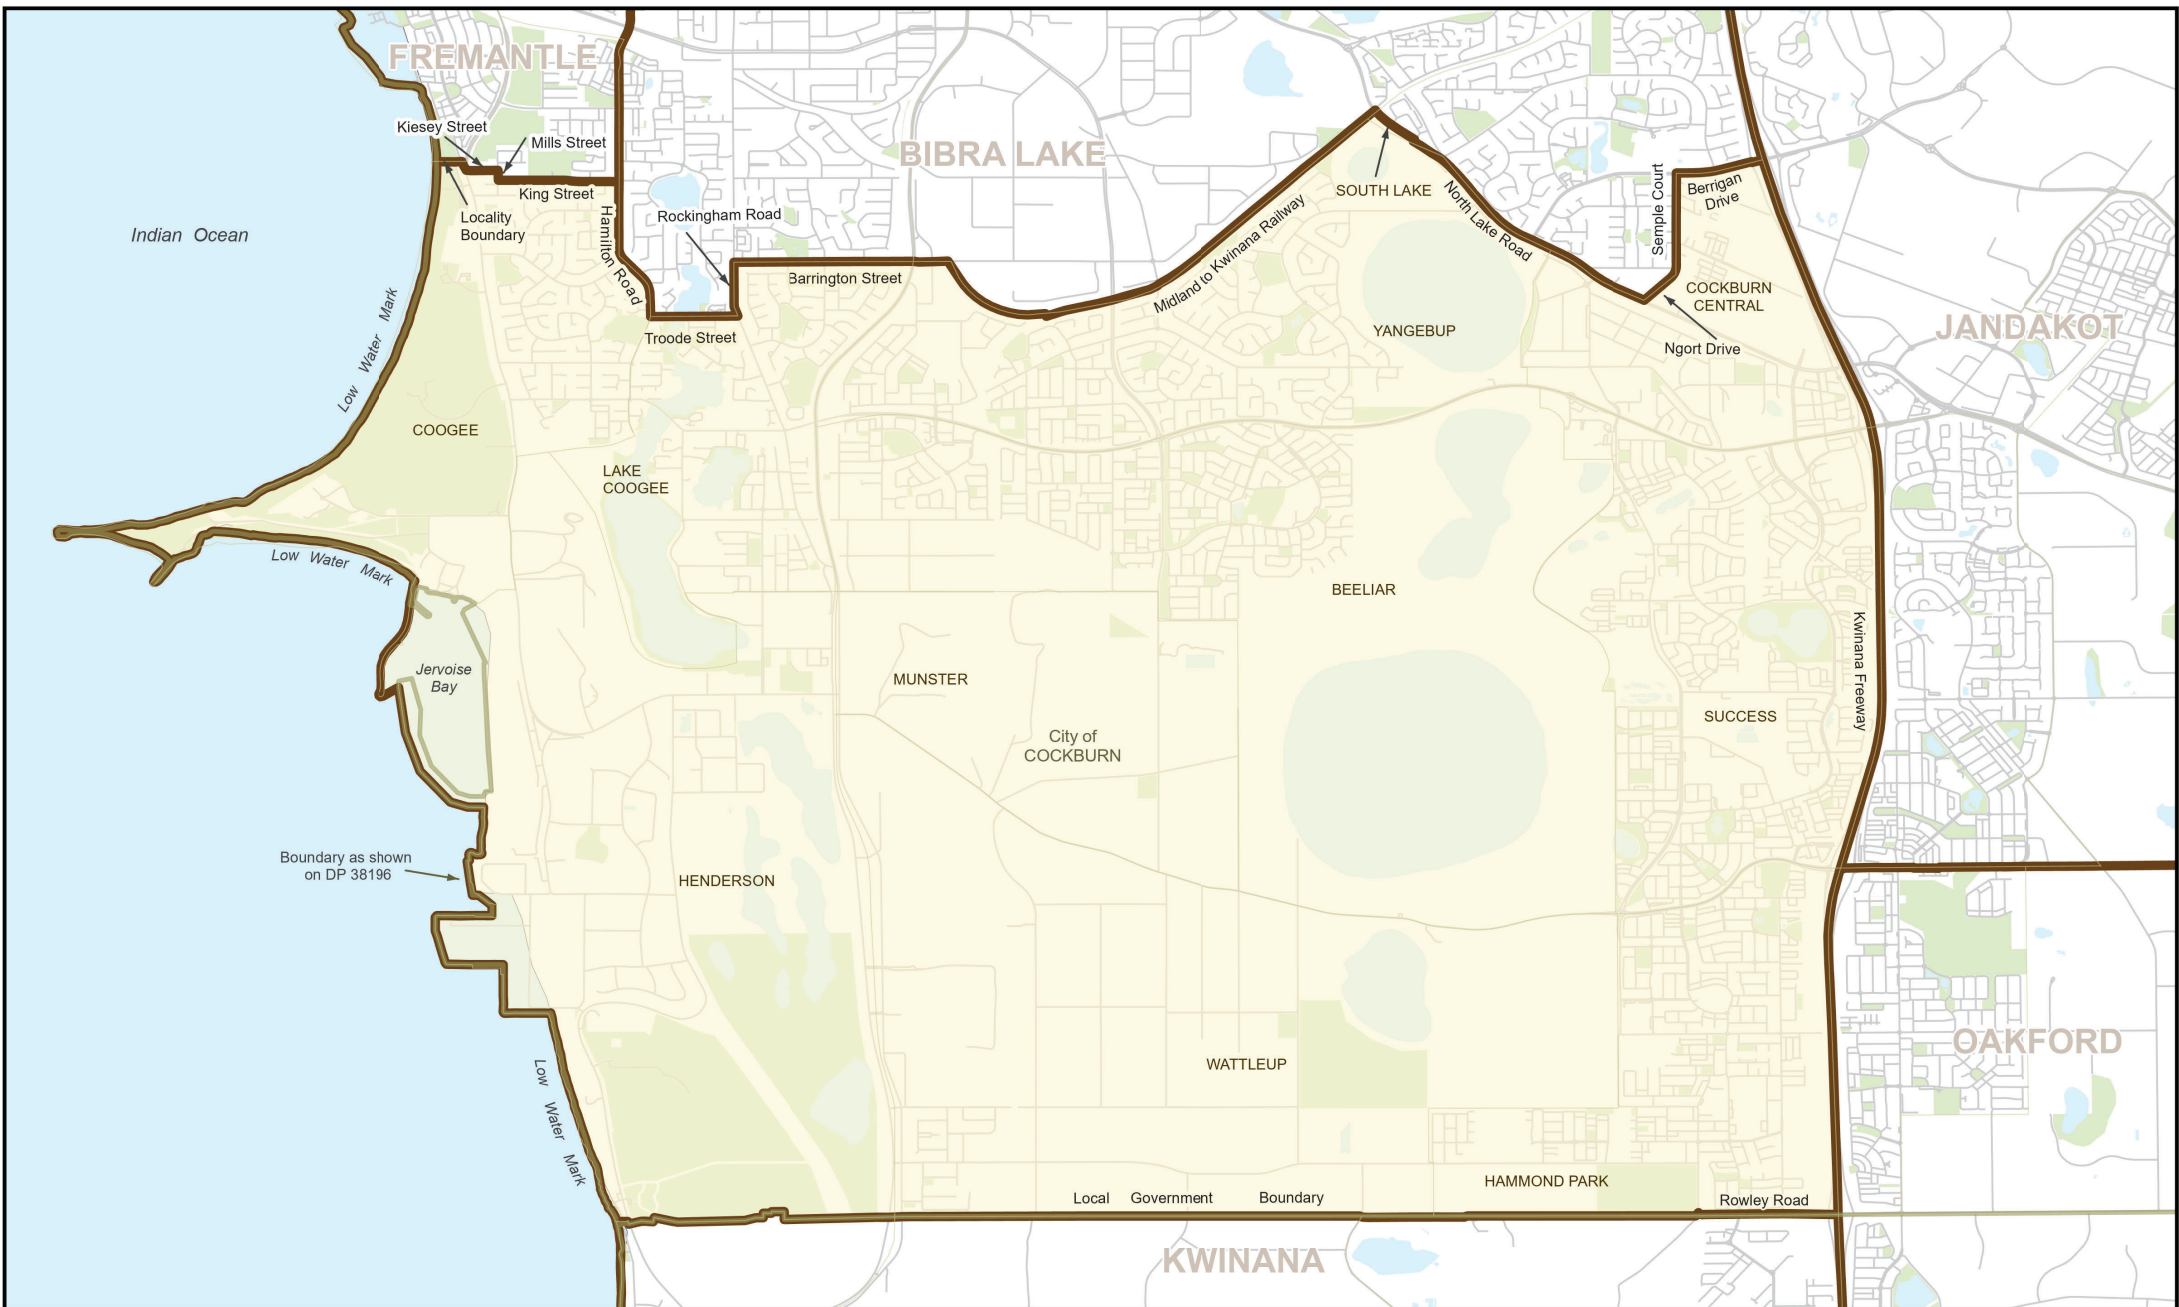 FREMANTLE
Kiesey Street
Mills Street
King Street
Locality
Boundary
Indian Ocean
BIBRA LAKE
Rockingham Road
Hamilton Road
Barrington Street
Troode Street
Midland to Kwinana Railway
SOUTH LAKE
North Lake Road
Semple Court
Berrigan
Drive
COCKBURN
CENTRAL
Ngort Drive
YANGEBUP
JANDAKOT
Low Water Mark
COOGEE
LAKE
COOGEE
Low Water Mark
BEELIAR
Kwinana Freeway
Jervoise
Bay
MUNSTER
SUCCESS
City of
COCKBURN
Boundary as shown
on DP 38196
HENDERSON
OAKFORD
WATTLEUP
Low Water Mark
HAMMOND PARK
Local Government Boundary
Rowley Road
KWINANA